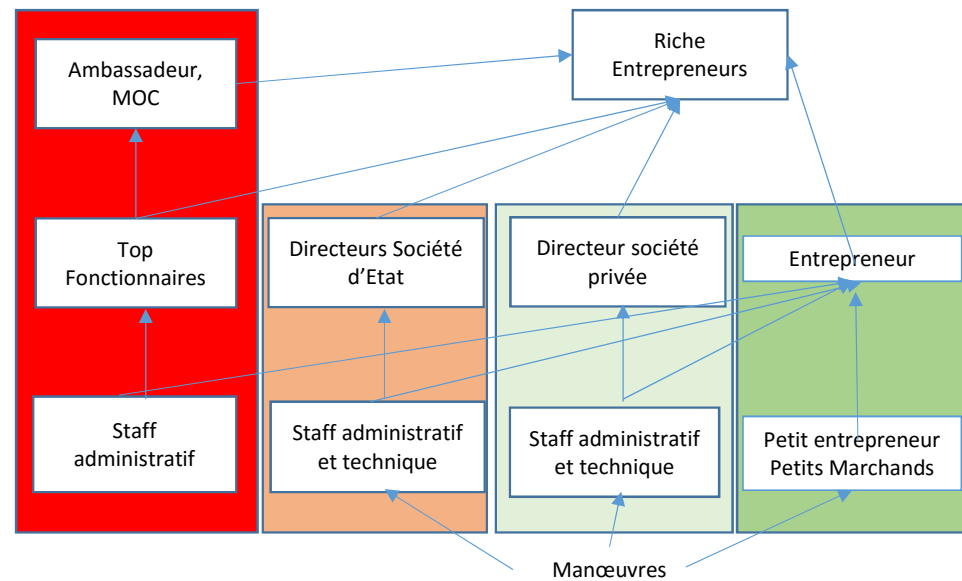 Ambassadeur,
MOC
Riche
Entrepreneurs
Top
Fonctionnaires
Directeurs Société
d'Etat
Directeur société
privée
Entrepreneur
Staff
administratif
Staff administratif
et technique
Staff administratif
et technique
Petit entrepreneur
Petits Marchands
Manœuvres